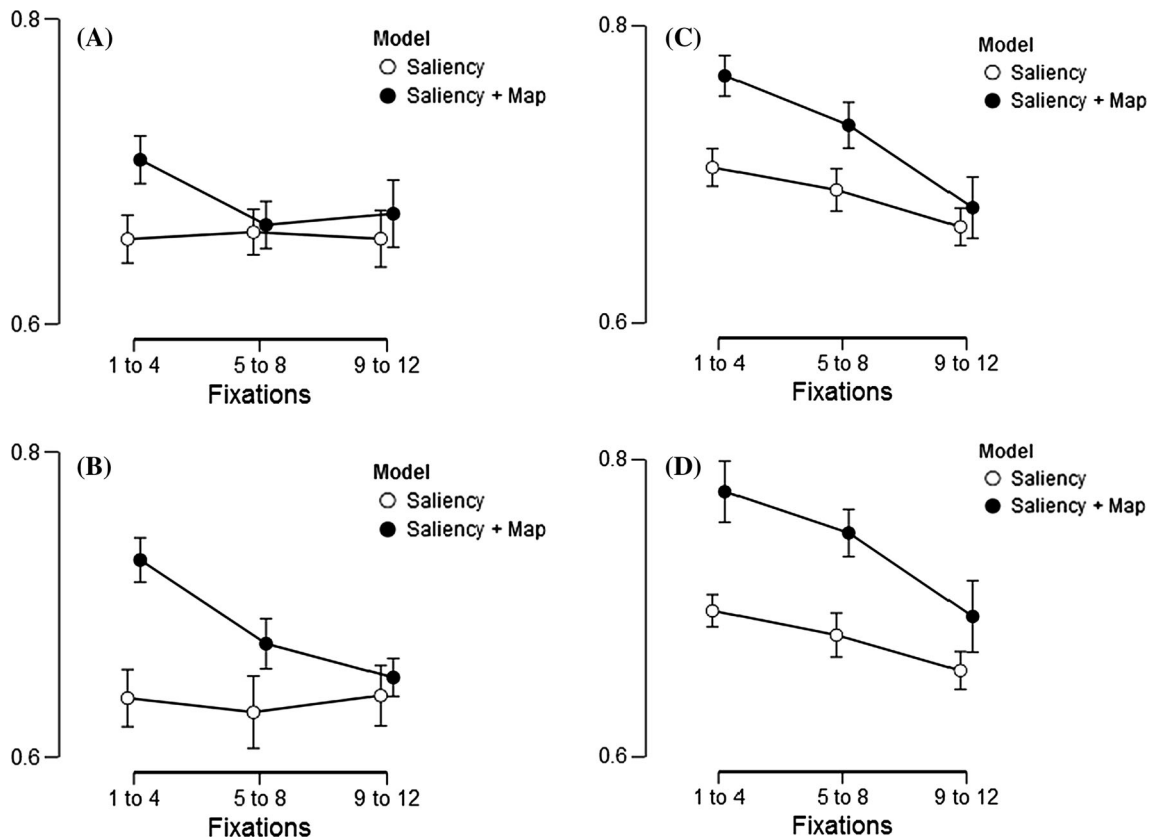 0.8
(A)
Model
Saliency
Saliency + Map
0.6
1 to 4 5 to 8 9 to 12
Fixations
0.8
(C)
Model
Saliency
Saliency + Map
0.6
1 to 4 5 to 8 9 to 12
Fixations
0.8
(B)
Model
Saliency
Saliency + Map
0.6
1 to 4 5 to 8 9 to 12
Fixations
0.8
(D)
Model
Saliency
Saliency + Map
0.6
1 to 4 5 to 8 9 to 12
Fixations